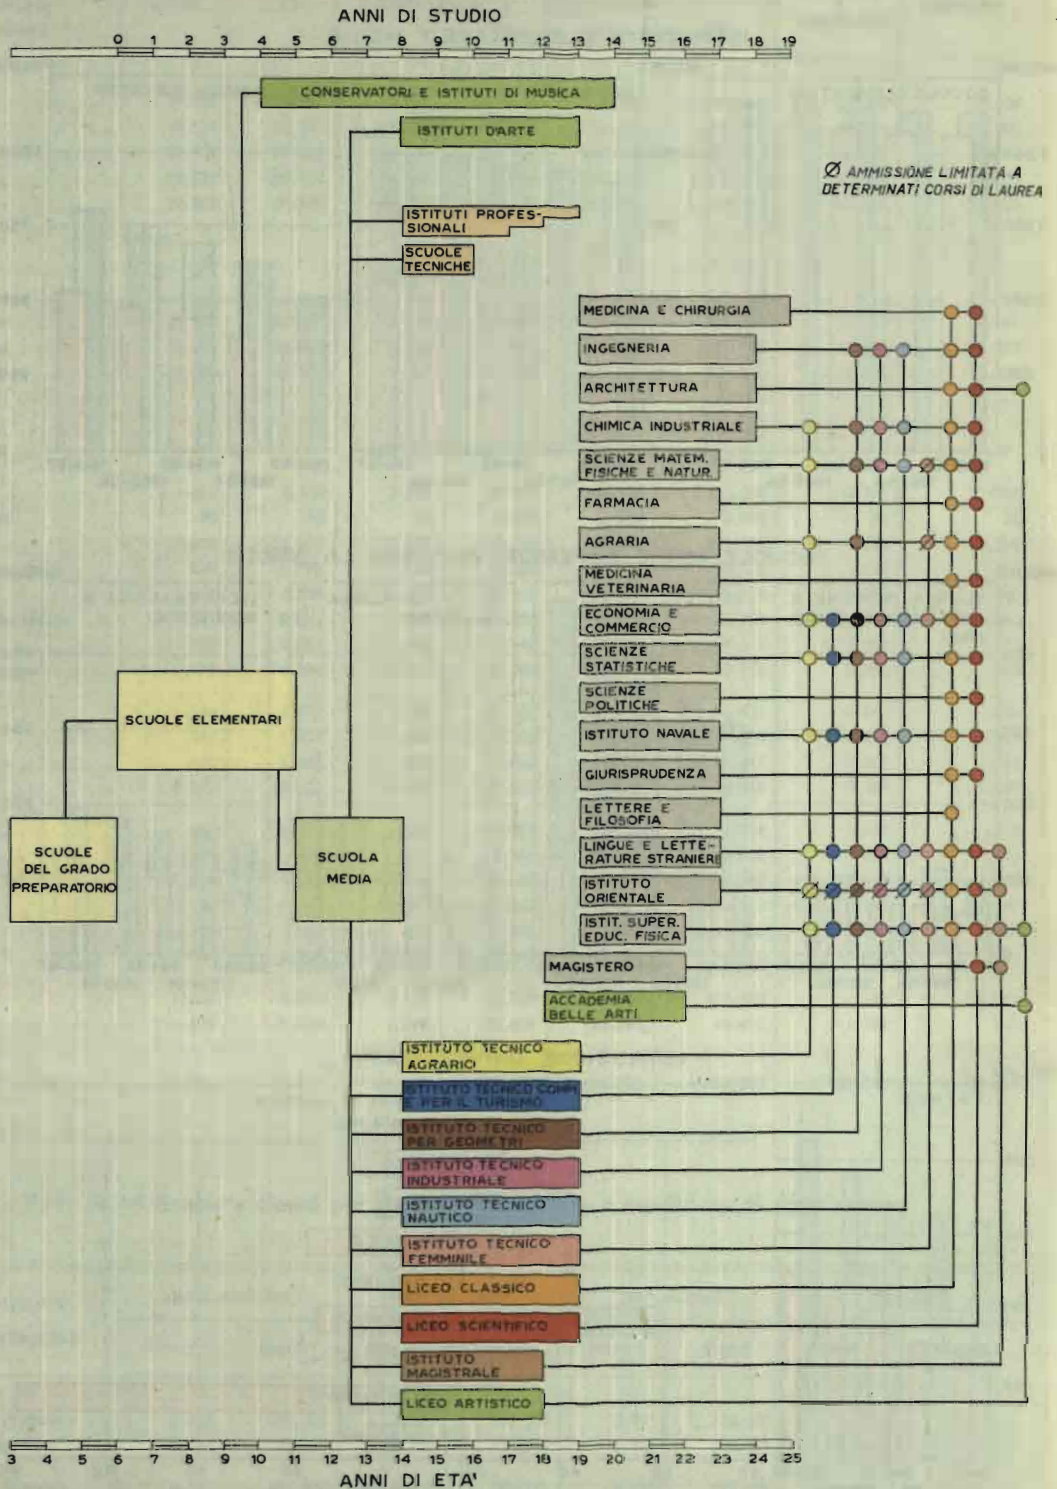 ANNI DI STUDIO
0 1 2 3 4 5 6 7 8 9 10 11 12 13 14 15 16 17 18 19
CONSERVATORI E ISTITUTI DI MUSICA
ISTITUTI D'ARTE
Ø AMMISSIONE LIMITATA A
DETERMINATI CORSI DI LAUREA
ISTITUTI PROFES-
SIONALI
SCUOLE
TECNICHE
MEDICINA E CHIRURGIA
INGEGNERIA
ARCHITETTURA
CHIMICA INDUSTRIALE
SCIENZE MATEM.
FISICHE E NATUR.
FARMACIA
AGRARIA
MEDICINA
VETERINARIA
ECONOMIA E
COMMERCIO
SCIENZE
STATISTICHE
SCIENZE
POLITICHE
ISTITUTO NAVALE
GIURISPRUDENZA
LETTERE E
FILOSOFIA
LINGUE E LETTE-
RATURE STRANIERE
ISTITUTO
ORIENTALE
ISTIT. SUPER.
EDUC. FISICA
MAGISTERO
ACCADEMIA
BELLE ARTI
SCUOLE ELEMENTARI
SCUOLE
DEL GRADO
PREPARATORIO
SCUOLA
MEDIA
ISTITUTO TECNICO
AGRARIO
ISTITUTO TECNICO COMM.
E PER IL TURISMO
ISTITUTO TECNICO
PER GEOMETRI
ISTITUTO TECNICO
INDUSTRIALE
ISTITUTO TECNICO
NAUTICO
ISTITUTO TECNICO
FEMMINILE
LICEO CLASSICO
LICEO SCIENTIFICO
ISTITUTO
MAGISTRALE
LICEO ARTISTICO
3 4 5 6 7 8 9 10 11 12 13 14 15 16 17 18 19 20 21 22 23 24 25
ANNI DI ETA'